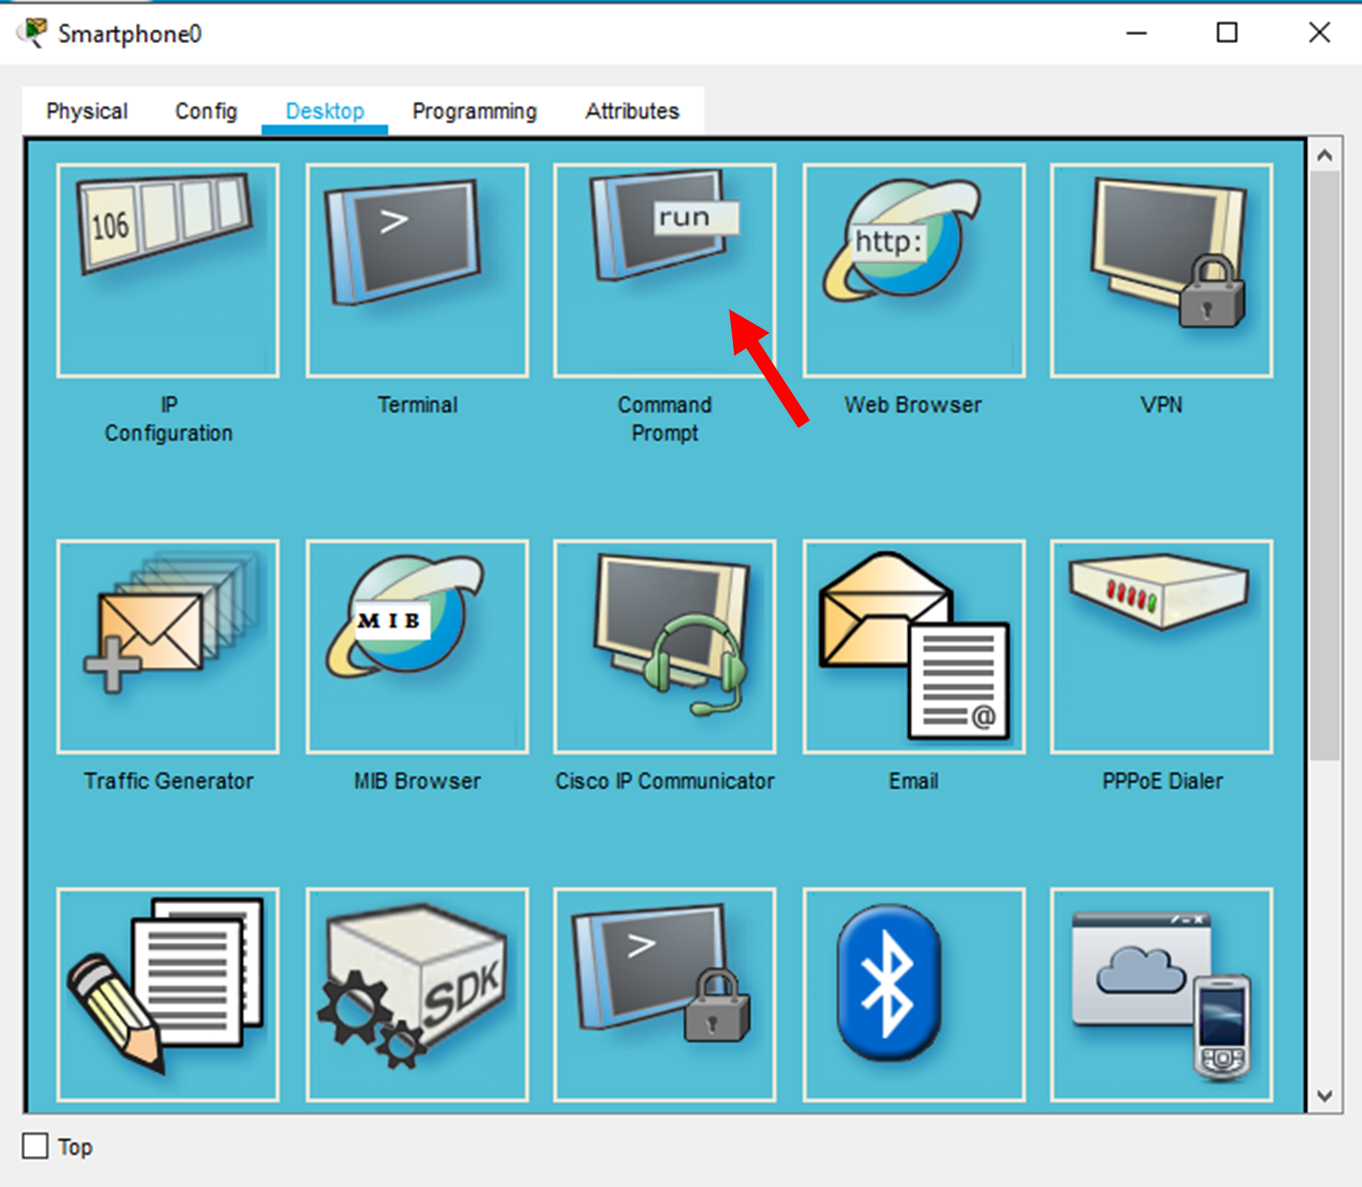 Smartphone0
Physical Config Desktop Programming Attributes
106
>
run
http:
IP
Configuration
Terminal
Command
Prompt
Web Browser
VPN
MIB
@
Traffic Generator
MIB Browser
Cisco IP Communicator
Email
PPPoE Dialer
SDK
>
Top